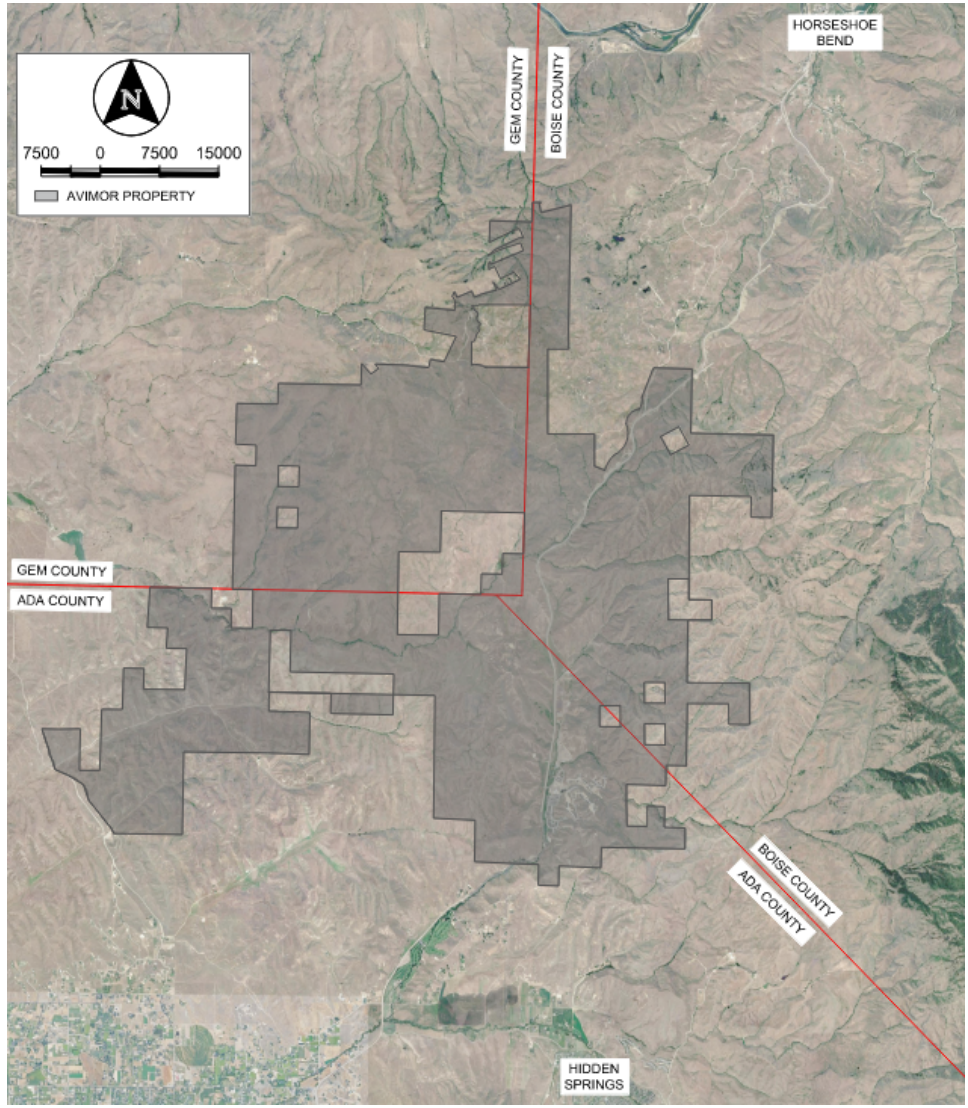 HORSESHOE
BEND
GEM COUNTY
BOISE COUNTY
N
7500 0 7500 15000
AVIMOR PROPERTY
GEM COUNTY
ADA COUNTY
BOISE COUNTY
ADA COUNTY
HIDDEN
SPRINGS